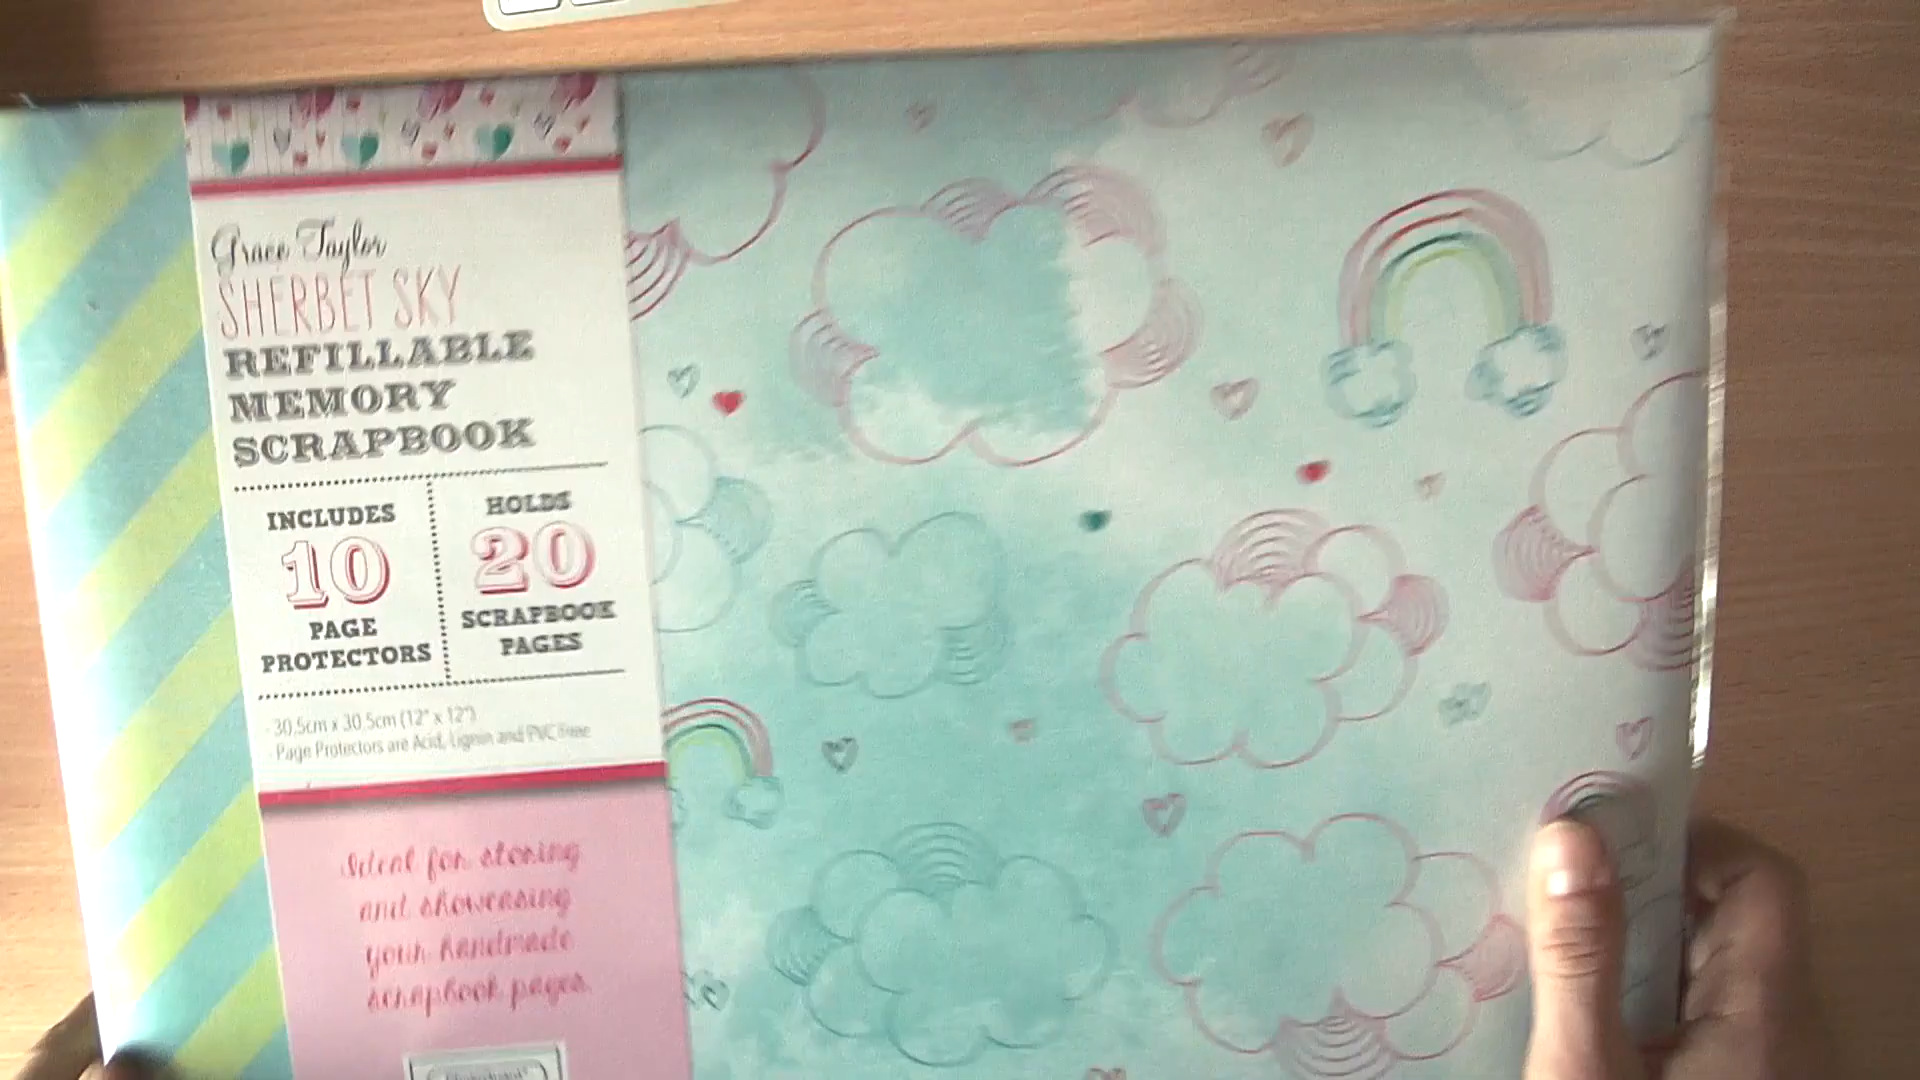 Grace Taylor
SHERBET SKY
REFILLABLE
MEMORY
SCRAPBOOK
INCLUDES
10
PAGE
PROTECTORS
HOLDS
20
SCRAPBOOK
PAGES
- 30.5cm x 30.5cm (12" x 12")
- Page Protectors are Acid, Lignin and PVC Free
Ideal for storing
and showcasing
your handmade
scrapbook pages.